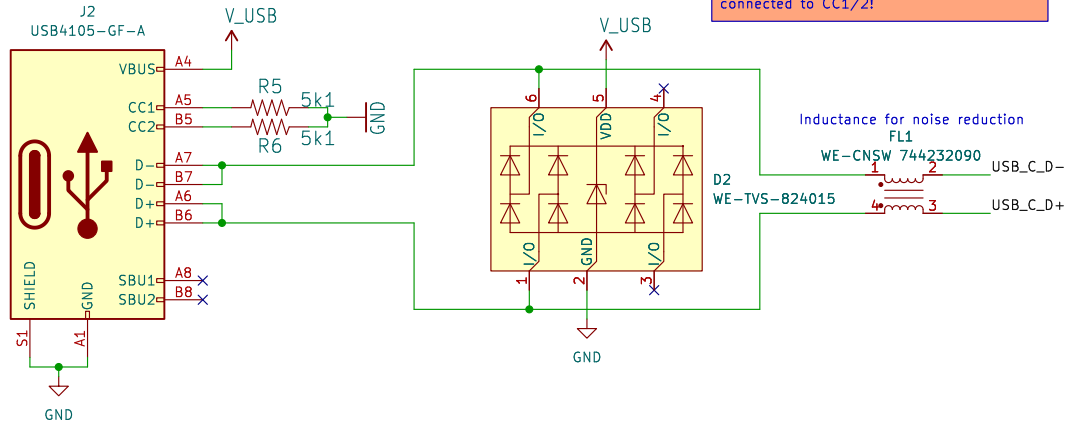 connected to CC1/2!
J2
USB4105-GF-A
V_USB
V_USB
VBUS
A4
CC1
A5
R5
5k1
CC2
B5
R6
5k1
GND
D-
A7
D-
B7
D+
A6
D+
B6
SBU1
A8
SBU2
B8
SHIELD
GND
S1
A1
GND
6
5
4
I/O
VDD
I/O
I/O
GND
I/O
1
2
3
GND
D2
WE-TVS-824015
Inductance for noise reduction
FL1
WE-CNSW 744232090
1
2
USB_C_D-
4
3
USB_C_D+